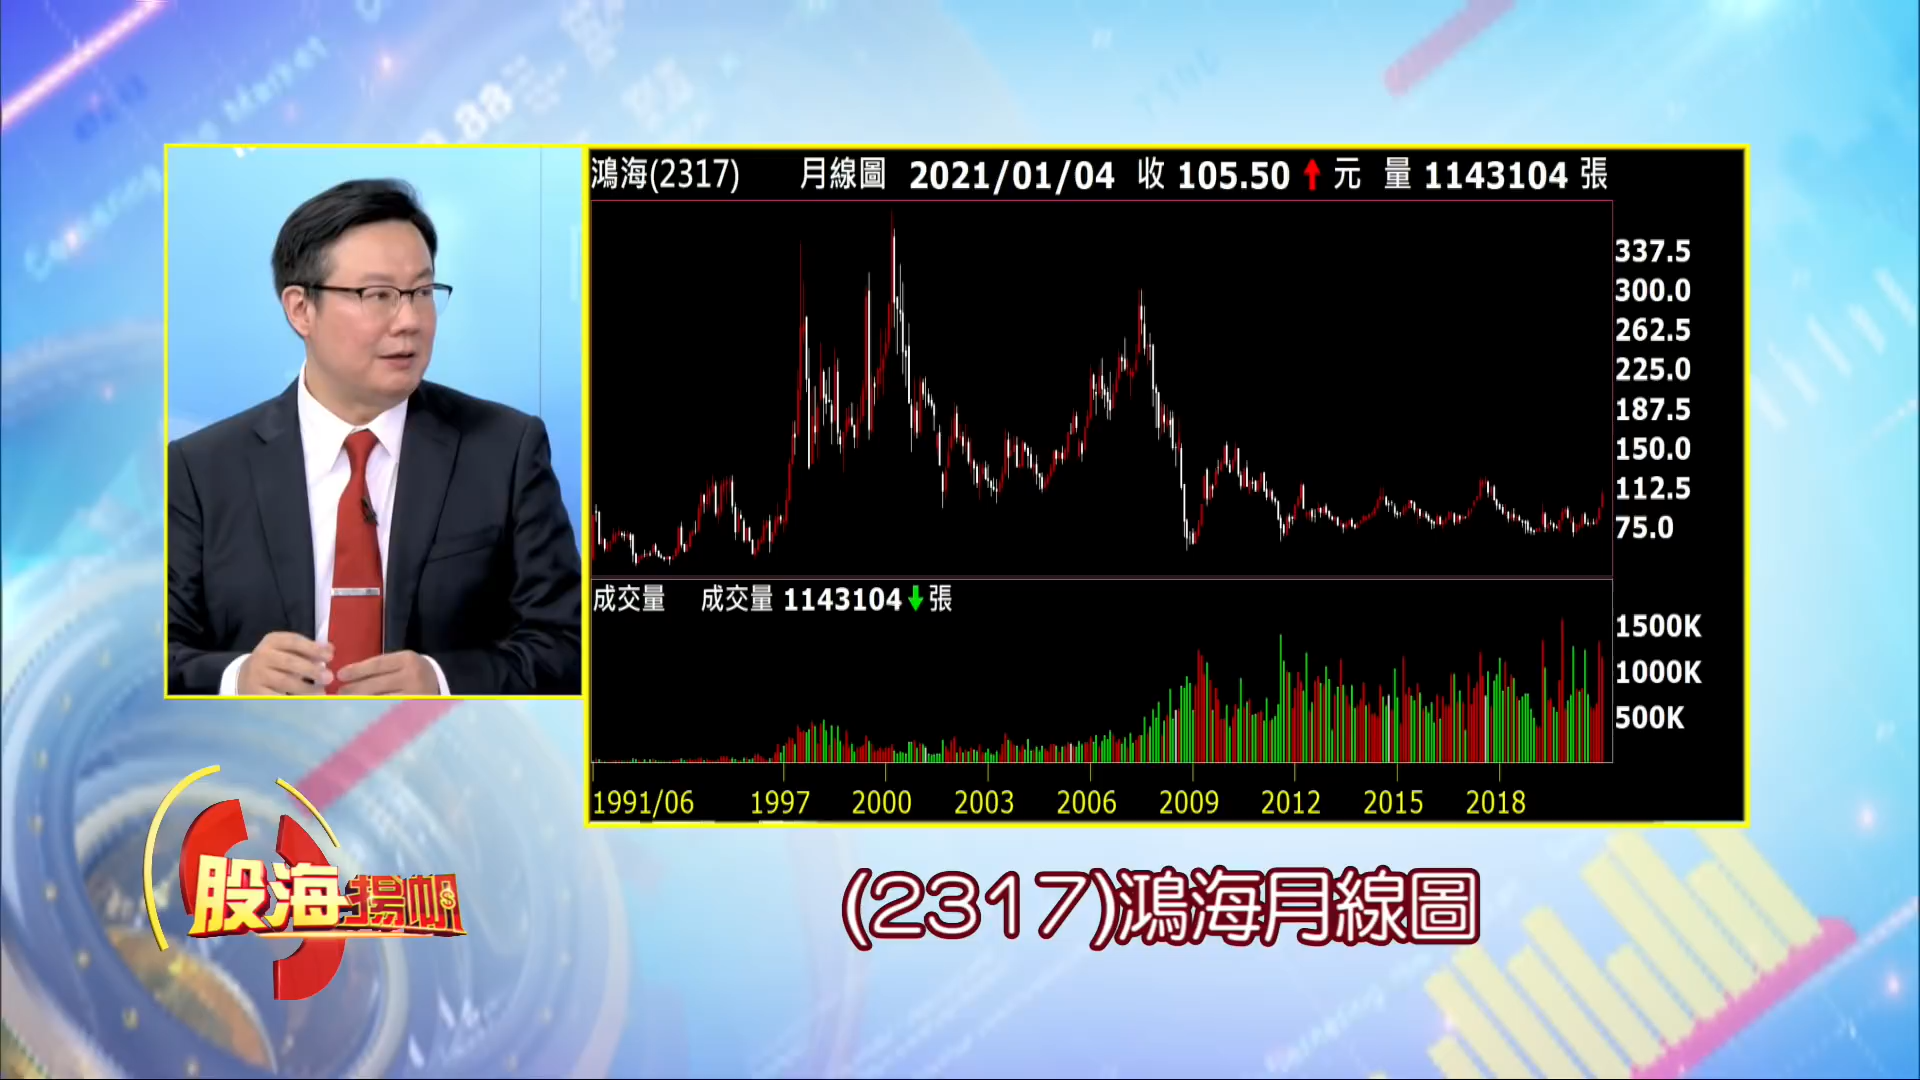 鴻海(2317) 月線圖 2021/01/04 收 105.50 元 量 1143104 張
337.5
300.0
262.5
225.0
187.5
150.0
112.5
75.0
成交量 成交量 1143104 張
1500K
1000K
500K
1991/06 1997 2000 2003 2006 2009 2012 2015 2018
股海揚帆
(2317)鴻海月線圖